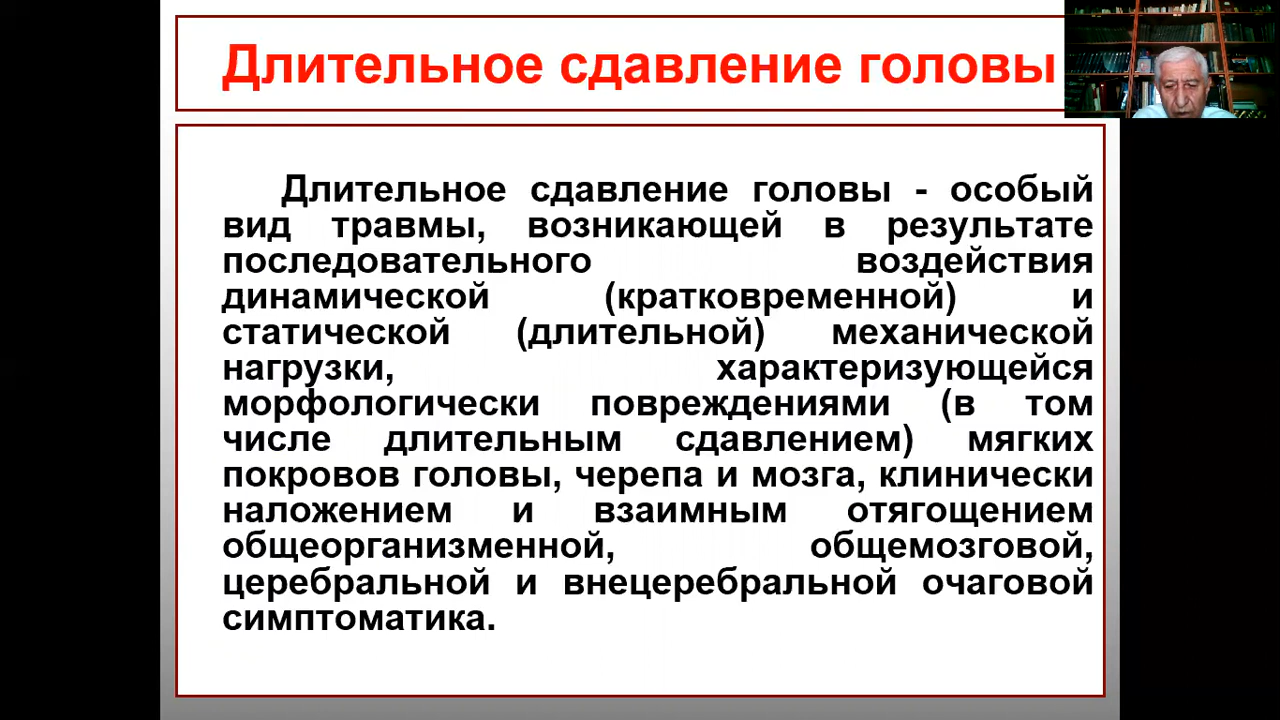 Длительное сдавление головы
Длительное сдавление головы - особый
вид травмы, возникающей в результате
последовательного воздействия
динамической (кратковременной) и
статической (длительной) механической
нагрузки, характеризующейся
морфологически повреждениями (в том
числе длительным сдавлением) мягких
покровов головы, черепа и мозга, клинически
наложением и взаимным отягощением
общеорганизменной, общемозговой,
церебральной и внецеребральной очаговой
симптоматика.